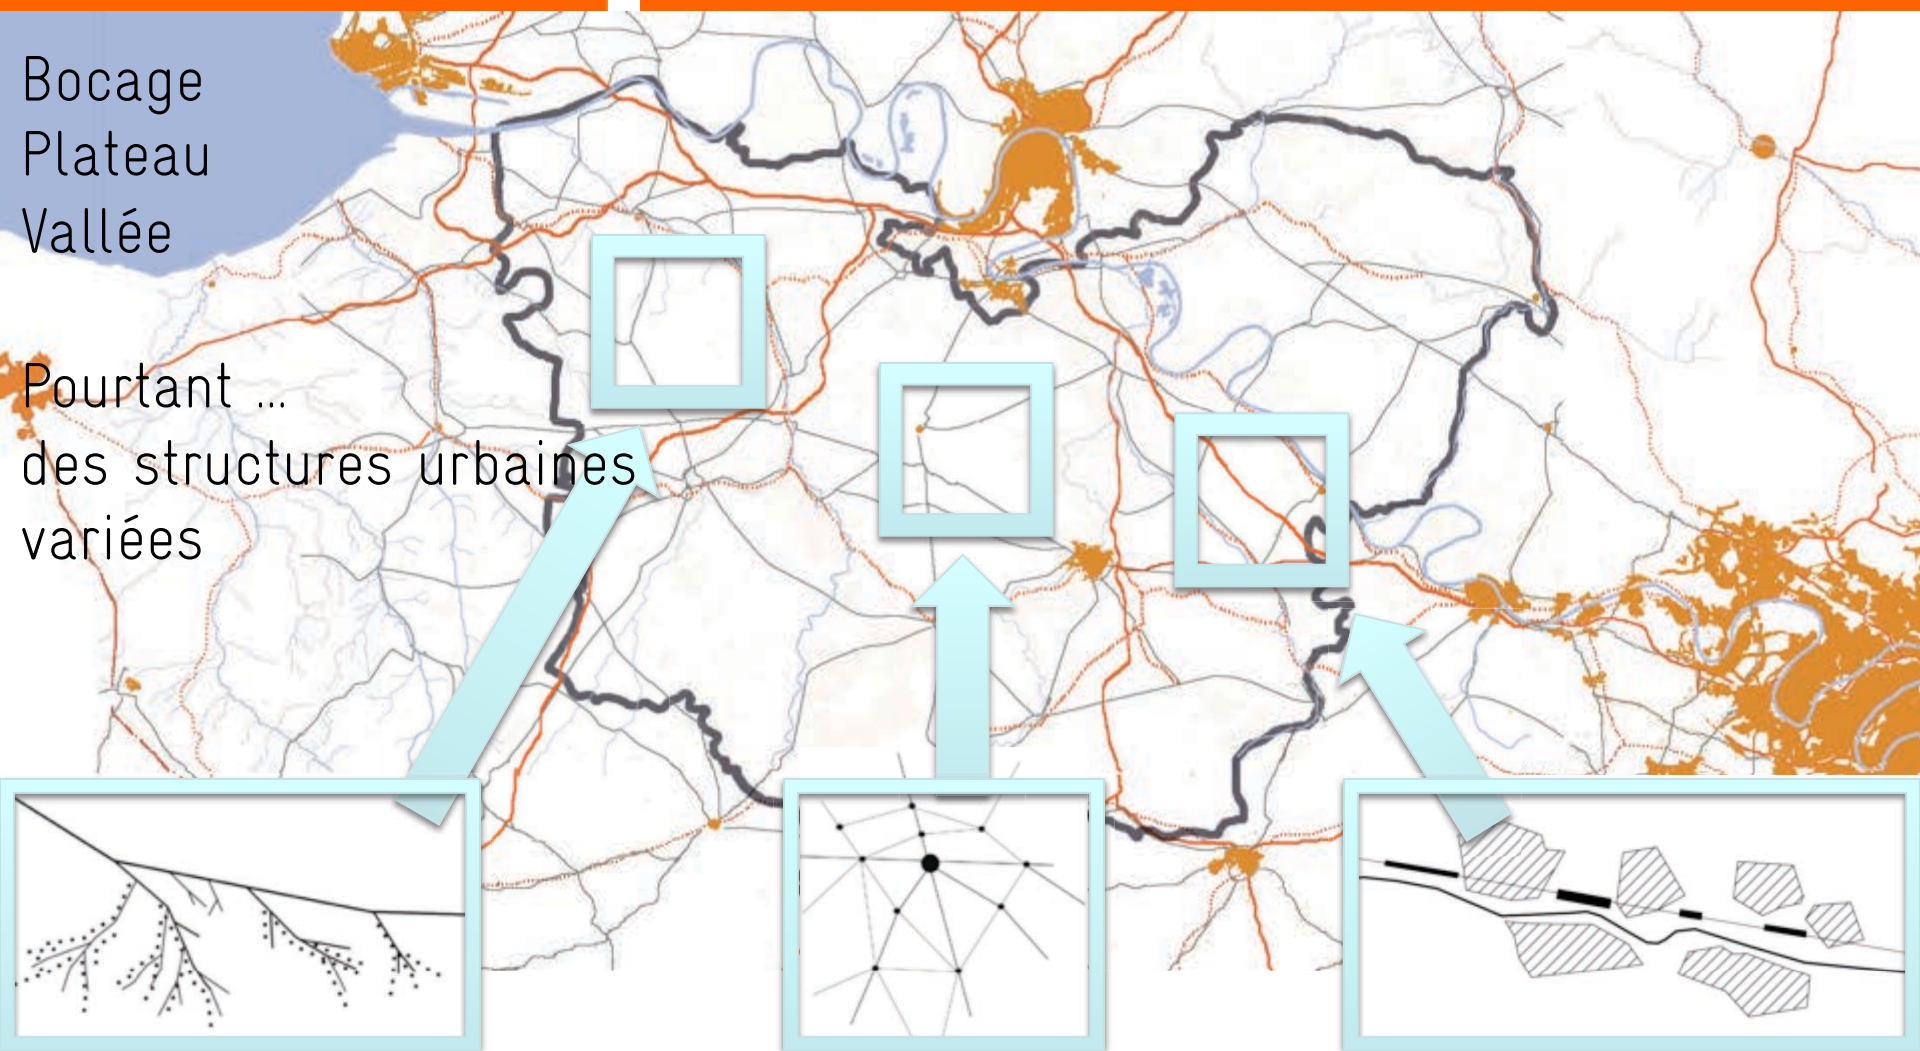 Bocage
Plateau
Vallée
Pourtant ...
des structures urbaines
variées